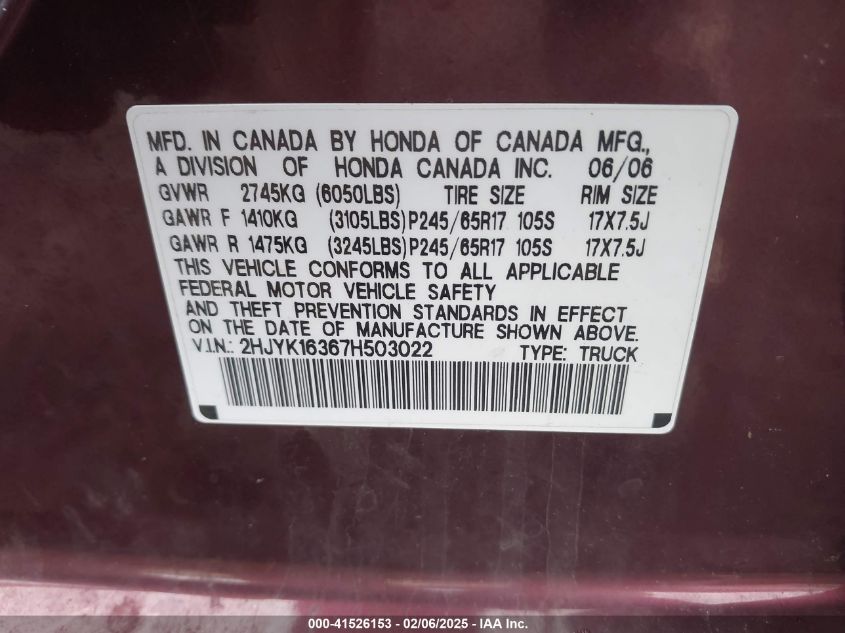 MFD. IN CANADA BY HONDA OF CANADA MFG.,
A DIVISION OF HONDA CANADA INC. 06/06
GVWR 2745KG (6050LBS) TIRE SIZE RIM SIZE
GAWR F 1410KG (3105LBS) P245/65R17 105S 17X7.5J
GAWR R 1475KG (3245LBS) P245/65R17 105S 17X7.5J
THIS VEHICLE CONFORMS TO ALL APPLICABLE
FEDERAL MOTOR VEHICLE SAFETY
AND THEFT PREVENTION STANDARDS IN EFFECT
ON THE DATE OF MANUFACTURE SHOWN ABOVE.
V.I.N.: 2HJYK16367H503022 TYPE: TRUCK
000-41526153 - 02/06/2025 - IAA Inc.